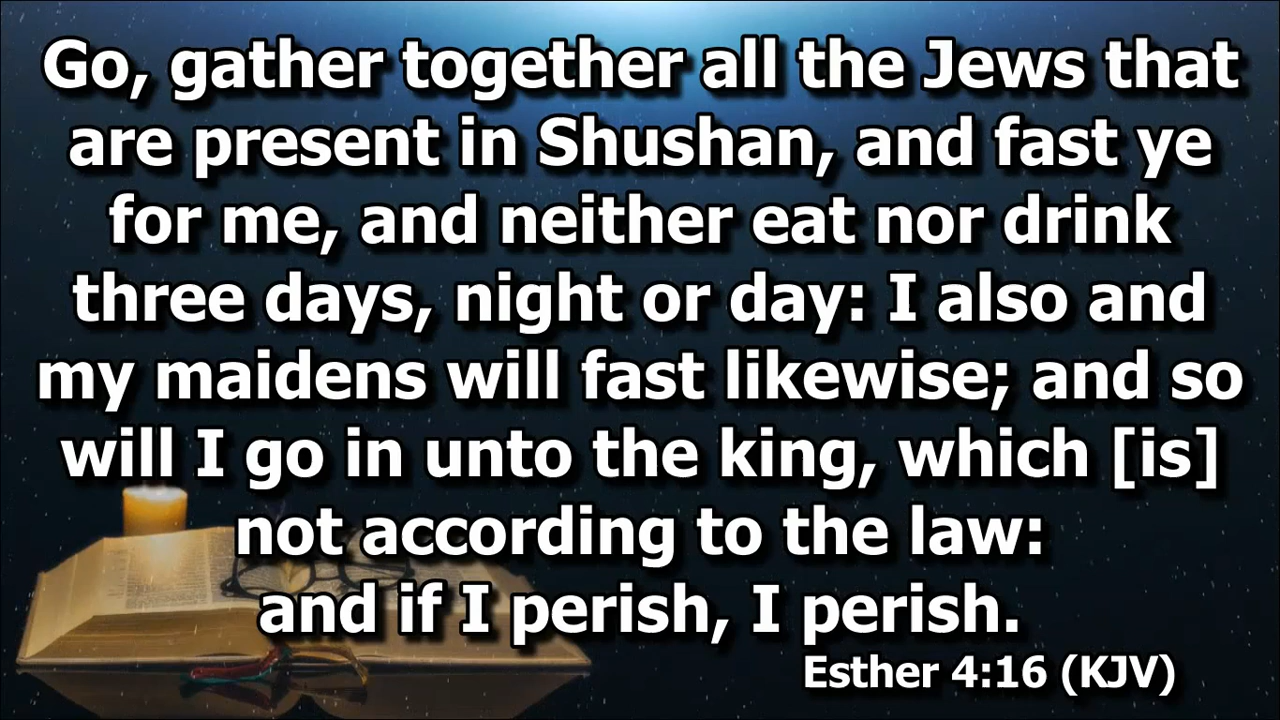 Go, gather together all the Jews that
are present in Shushan, and fast ye
for me, and neither eat nor drink
three days, night or day: I also and
my maidens will fast likewise; and so
will I go in unto the king, which [is]
not according to the law:
and if I perish, I perish.
Esther 4:16 (KJV)